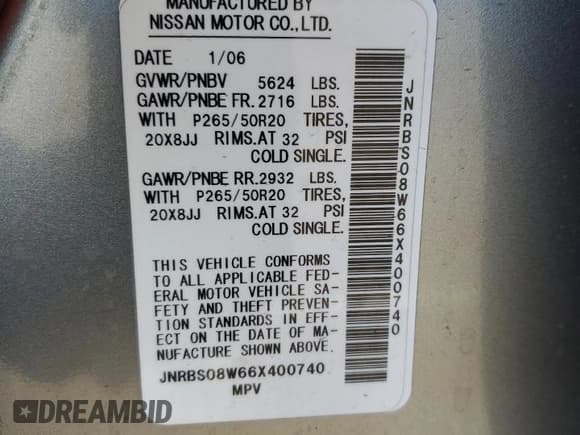 MANUFACTURED BY
NISSAN MOTOR CO.,LTD.
DATE 1/06
GVWR/PNBV 5624 LBS.
GAWR/PNBE FR. 2716 LBS.
WITH P265/50R20 TIRES,
20X8JJ RIMS.AT 32 PSI
COLD SINGLE.
GAWR/PNBE RR. 2932 LBS.
WITH P265/50R20 TIRES,
20X8JJ RIMS.AT 32 PSI
COLD SINGLE.
THIS VEHICLE CONFORMS
TO ALL APPLICABLE FED-
ERAL MOTOR VEHICLE SA-
FETY AND THEFT PREVEN-
TION STANDARDS IN EFF-
ECT ON THE DATE OF MA-
NUFACTURE SHOWN ABOVE.
JNRBS08W66X400740
MPV
JNRBS08W66X400740
DREAMBID